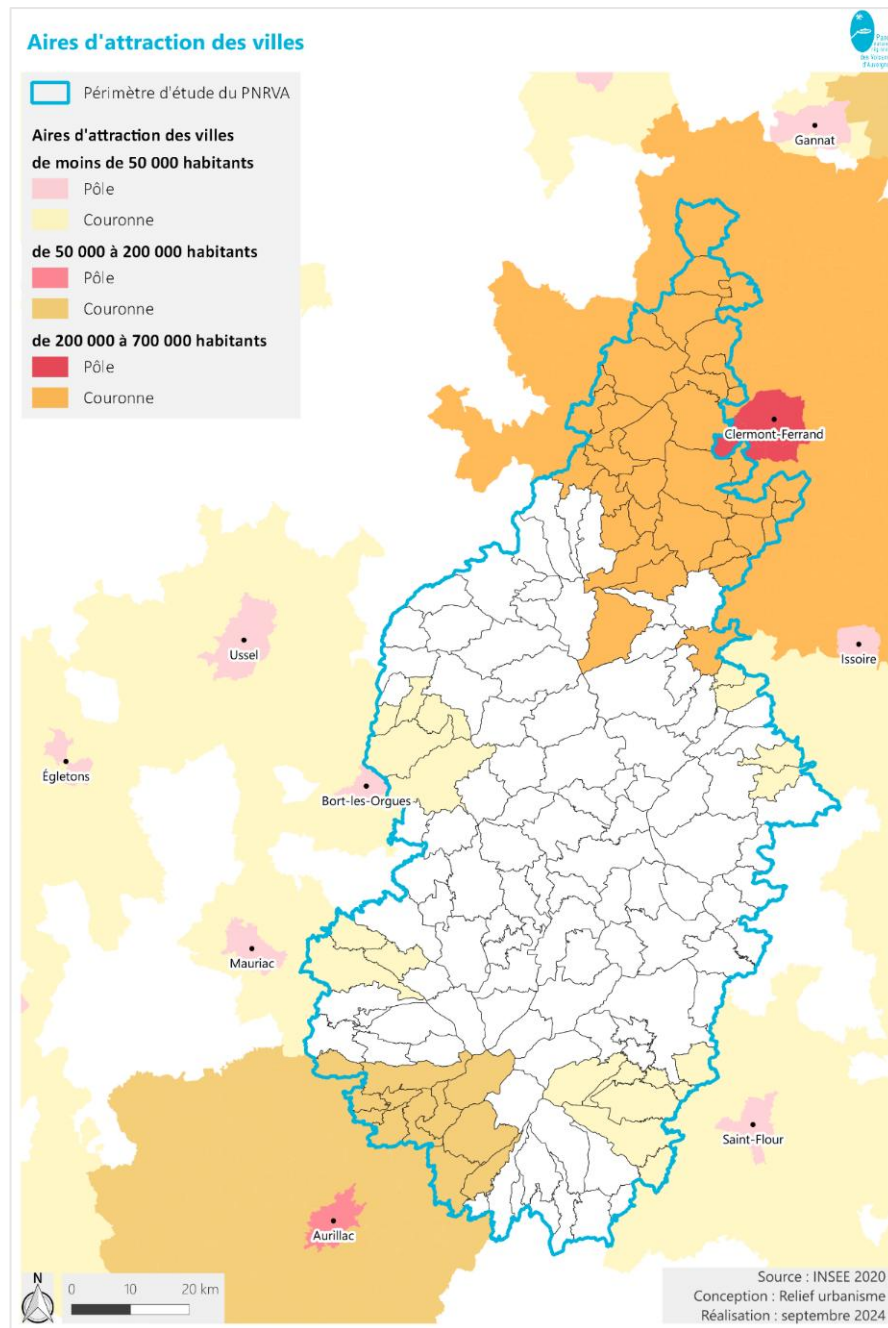 Aires d'attraction des villes
Périmètre d'étude du PNRVA
Aires d'attraction des villes
de moins de 50 000 habitants
Pôle
Couronne
de 50 000 à 200 000 habitants
Pôle
Couronne
de 200 000 à 700 000 habitants
Pôle
Couronne
Gannat
Clermont-Ferrand
Ussel
Issoire
Égletons
Bort-les-Orgues
Mauriac
Saint-Flour
Aurillac
N
0 10 20 km
Source : INSEE 2020
Conception : Relief urbanisme
Réalisation : septembre 2024